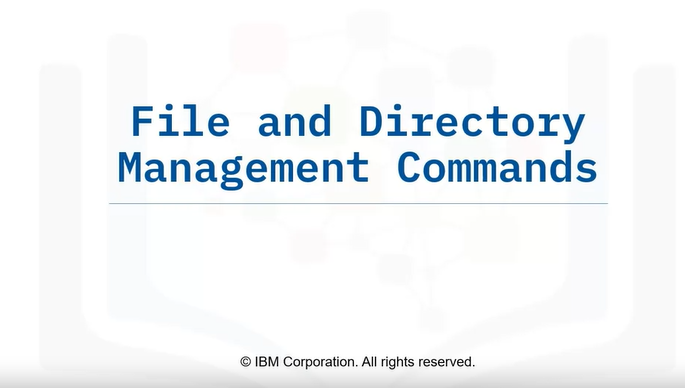 File and Directory
Management Commands
© IBM Corporation. All rights reserved.